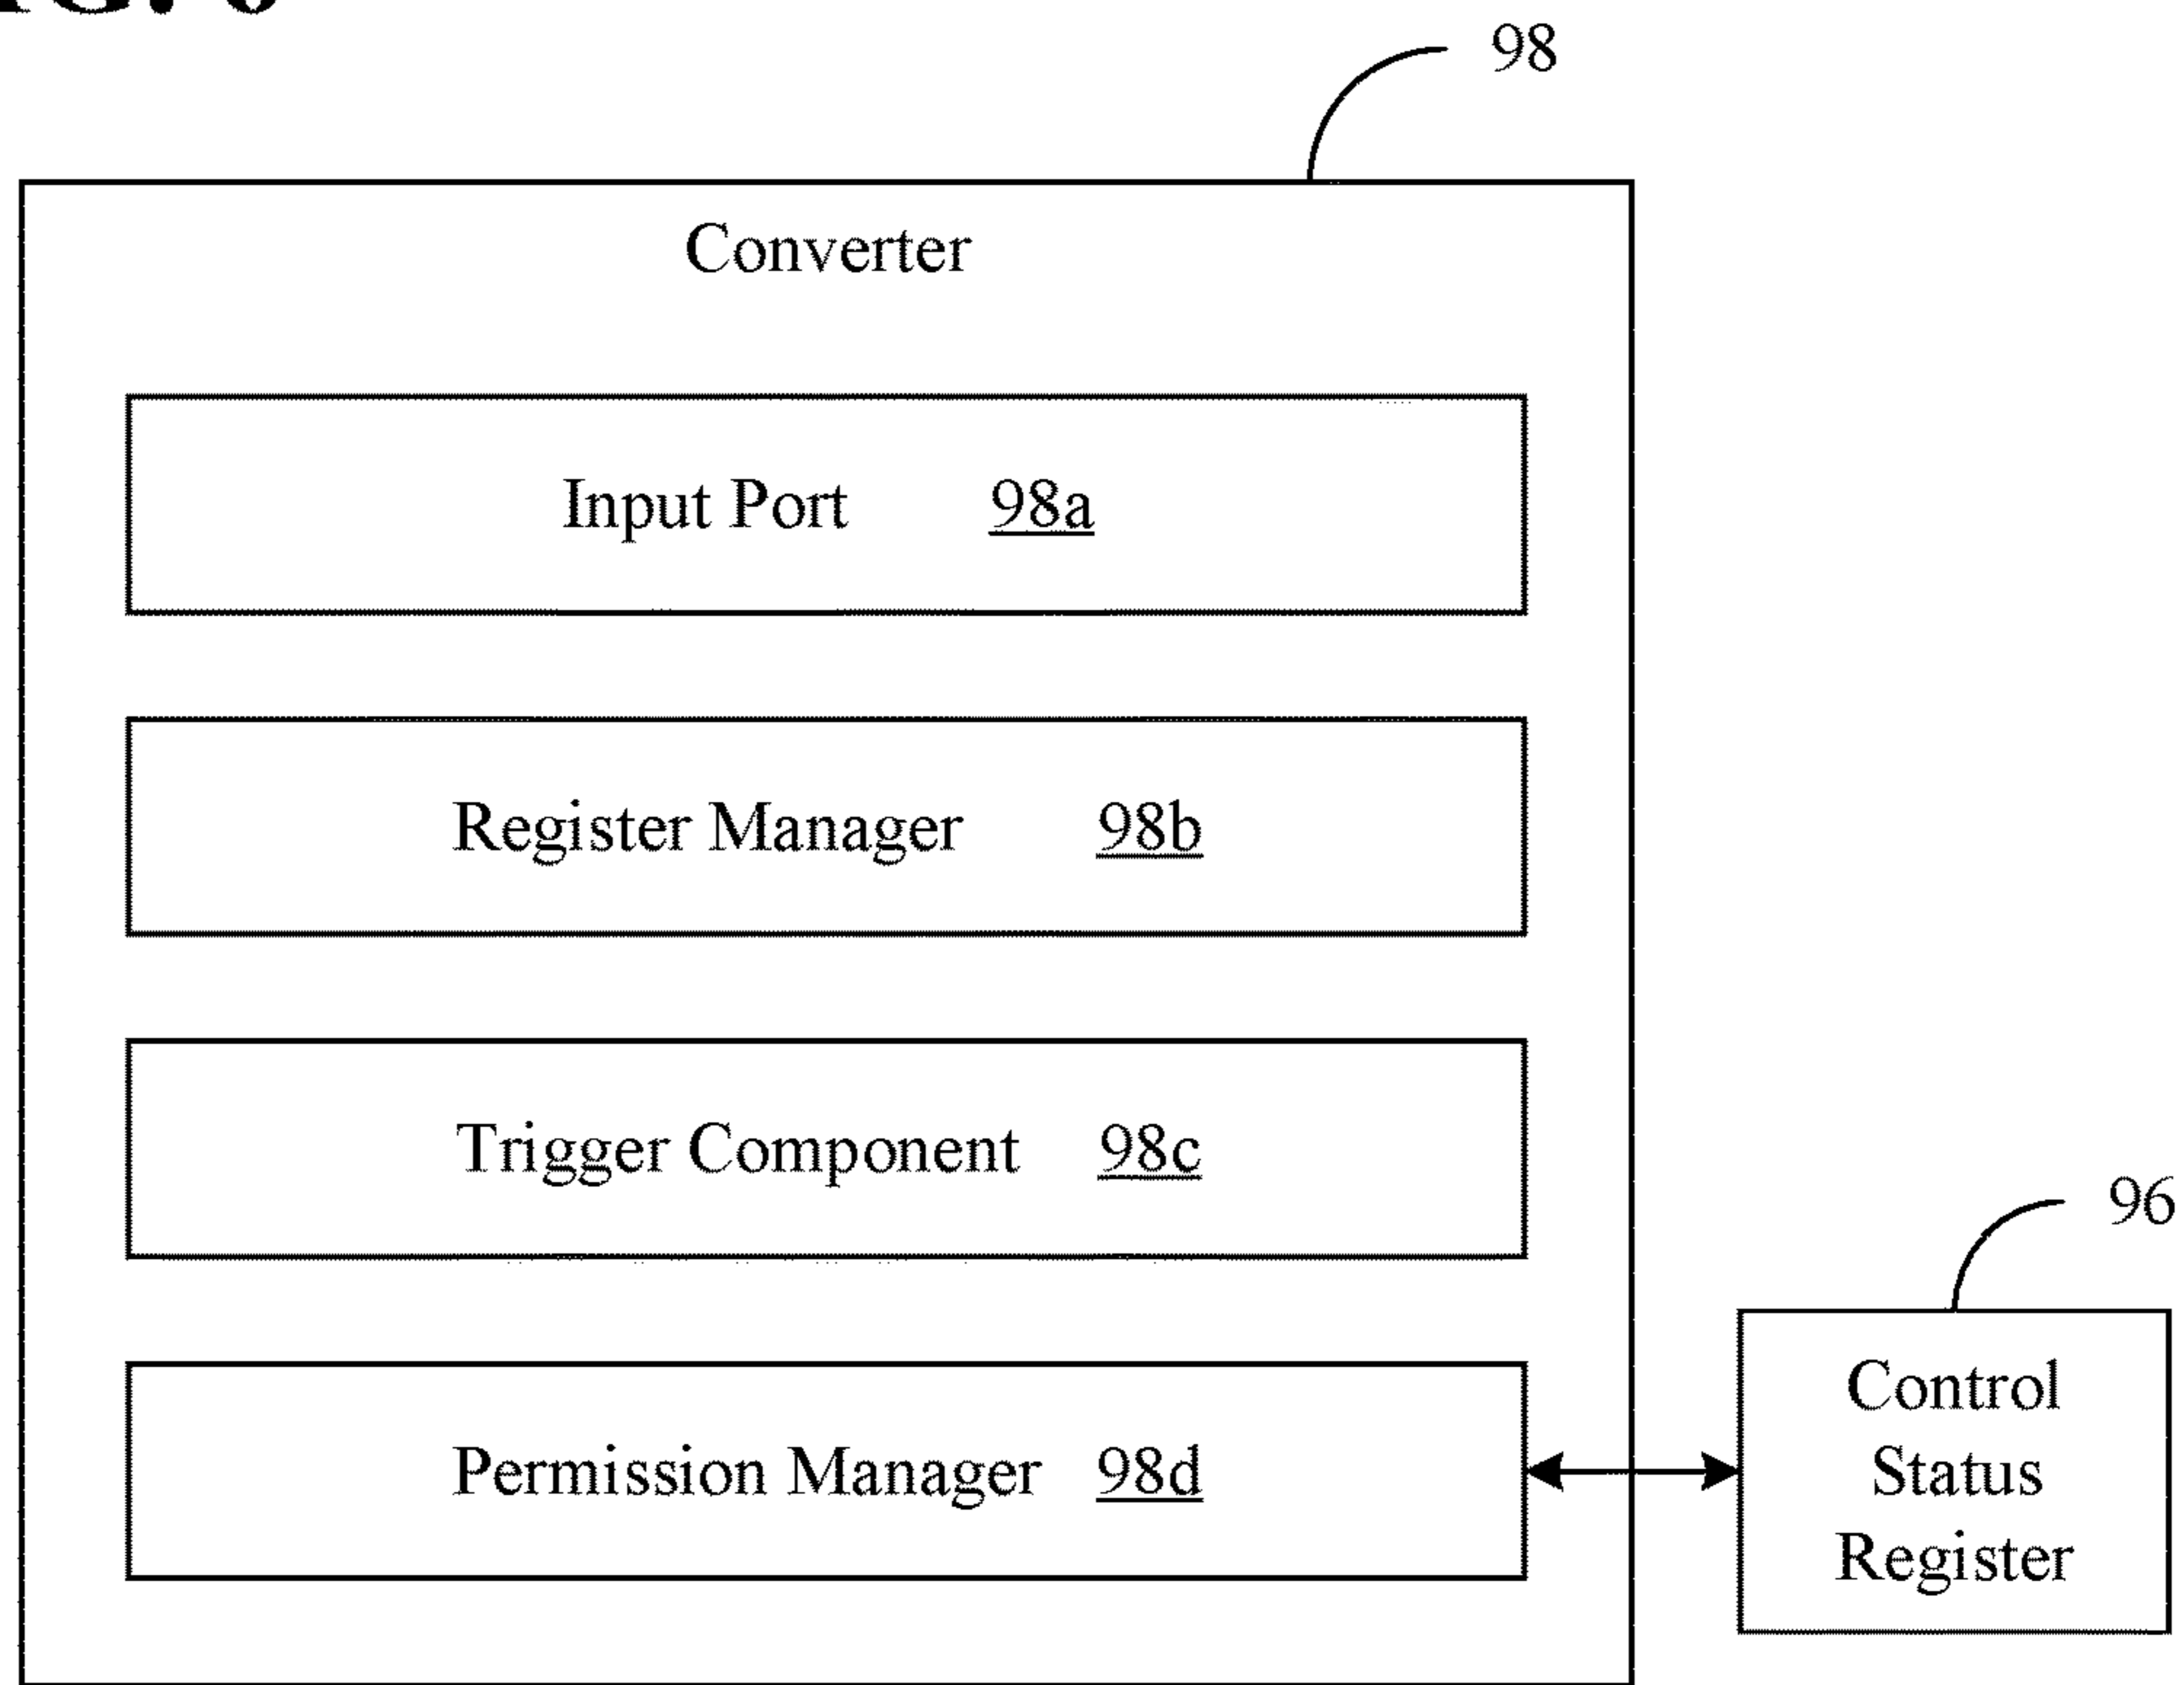 98
Converter
Input Port 98a
Register Manager 98b
Trigger Component 98c
96
Permission Manager 98d
Control
Status
Register